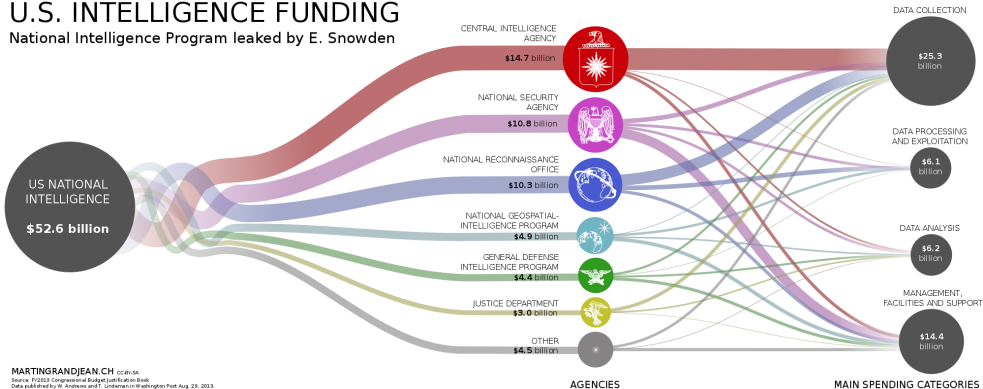 U.S. INTELLIGENCE FUNDING
National Intelligence Program leaked by E. Snowden
US NATIONAL
INTELLIGENCE
$52.6 billion
CENTRAL INTELLIGENCE
AGENCY
$14.7 billion
NATIONAL SECURITY
AGENCY
$10.8 billion
NATIONAL RECONNAISSANCE
OFFICE
$10.3 billion
NATIONAL GEOSPATIAL-
INTELLIGENCE PROGRAM
$4.9 billion
GENERAL DEFENSE
INTELLIGENCE PROGRAM
$4.4 billion
JUSTICE DEPARTMENT
$3.0 billion
OTHER
$4.5 billion
AGENCIES
DATA COLLECTION
$25.3
billion
DATA PROCESSING
AND EXPLOITATION
$6.1
billion
DATA ANALYSIS
$6.2
billion
MANAGEMENT,
FACILITIES AND SUPPORT
$14.4
billion
MAIN SPENDING CATEGORIES
MARTINGRANDJEAN.CH CC-BY-SA
Source: FY2013 Congressional Budget Justification Book
Data published by W. Andrews and T. Lindeman in Washington Post Aug. 29, 2013.